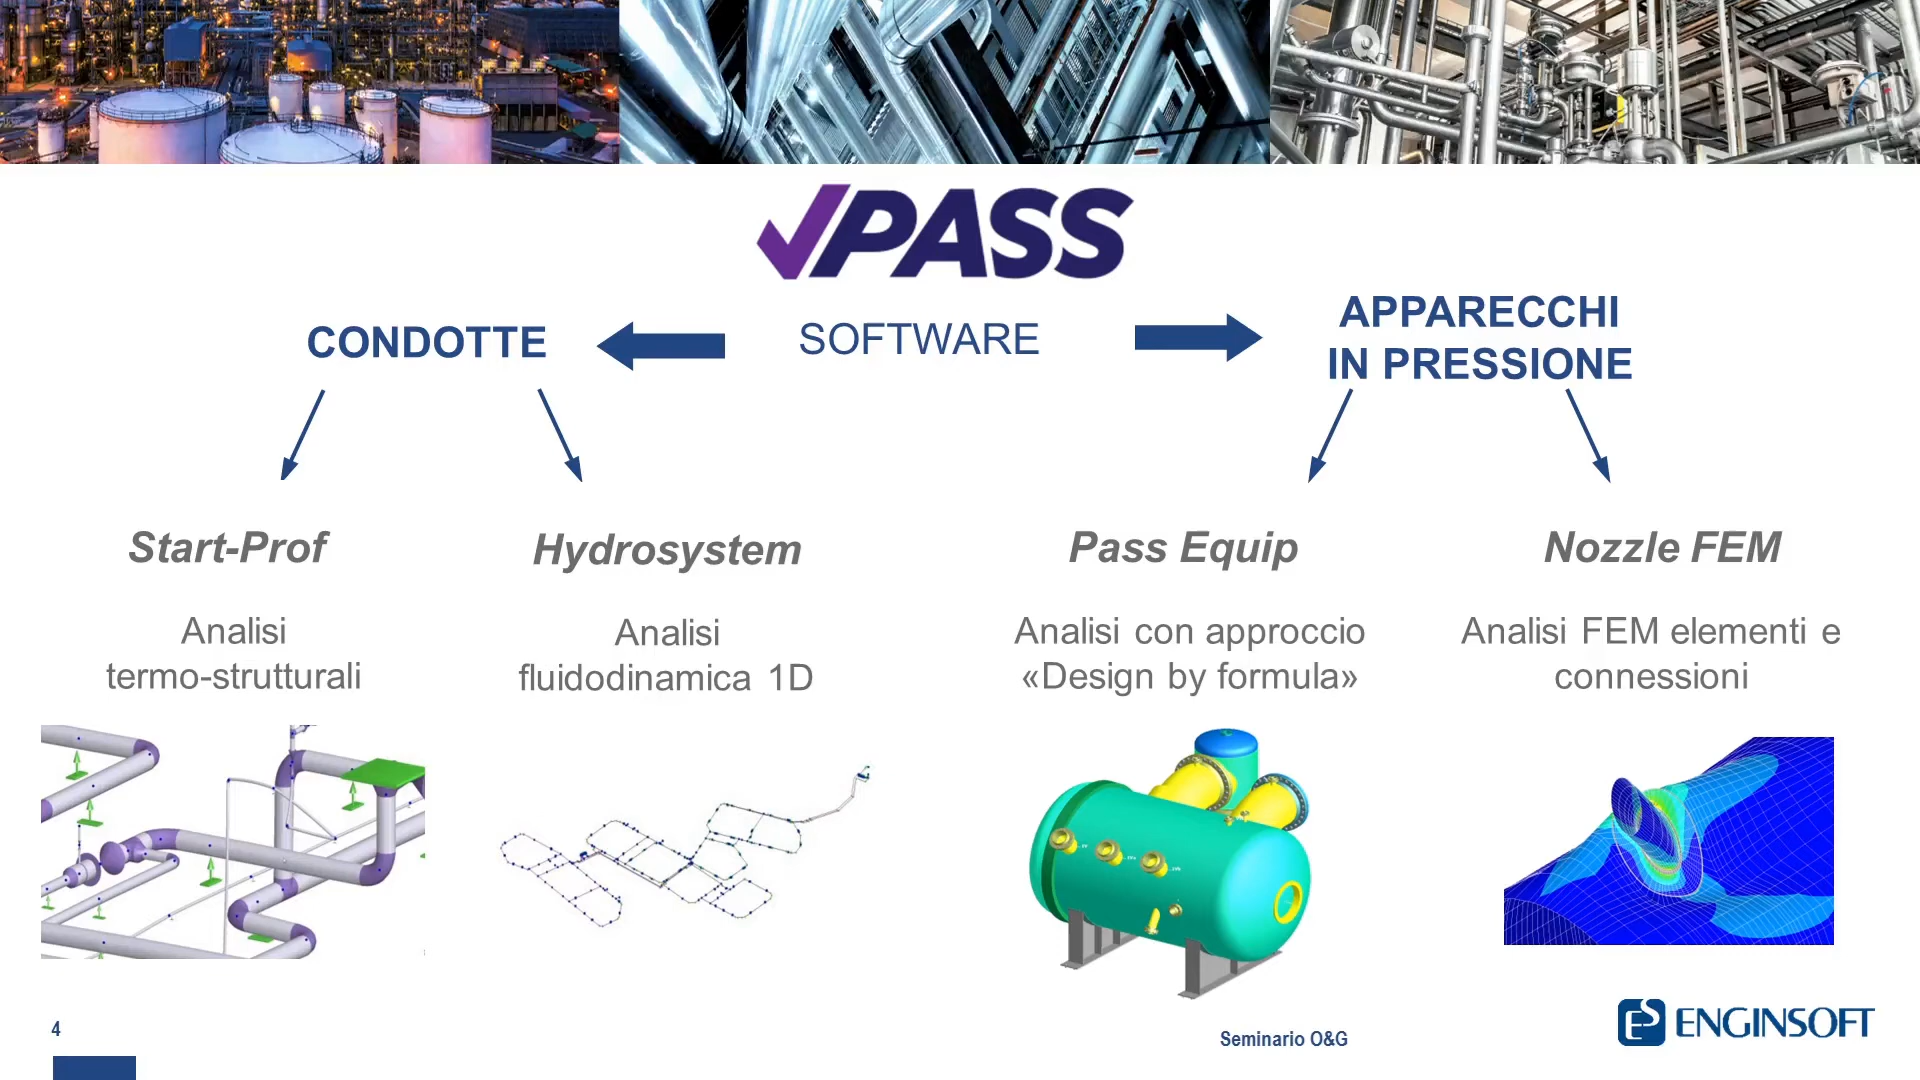 PASS
SOFTWARE
CONDOTTE
APPARECCHI
IN PRESSIONE
Start-Prof
Hydrosystem
Pass Equip
Nozzle FEM
Analisi
termo-strutturali
Analisi
fluidodinamica 1D
Analisi con approccio
«Design by formula»
Analisi FEM elementi e
connessioni
4
Seminario O&G
ES ENGINSOFT